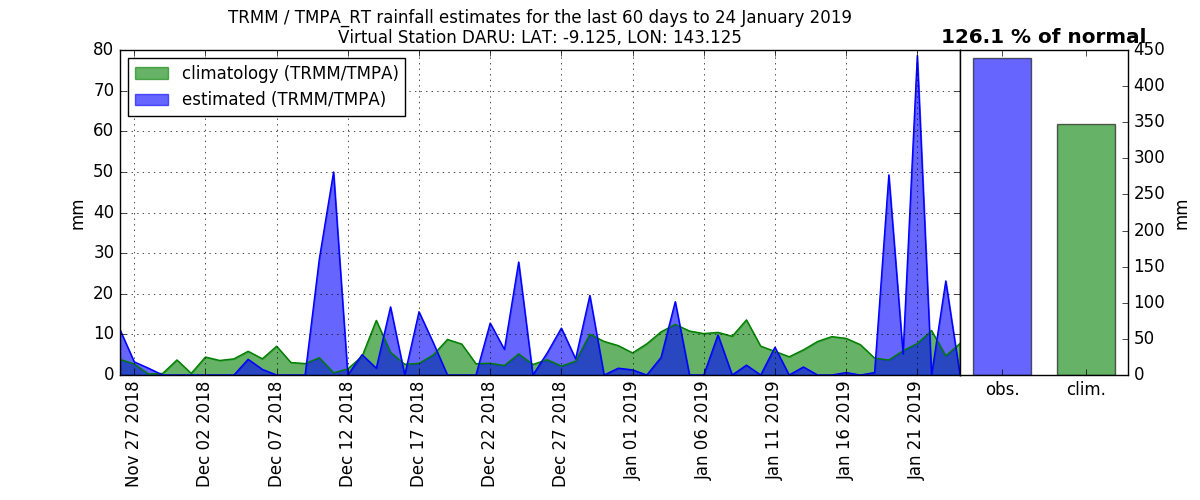 TRMM / TMPA_RT rainfall estimates for the last 60 days to 24 January 2019
Virtual Station DARU: LAT: -9.125, LON: 143.125
126.1 % of normal
climatology (TRMM/TMPA)
estimated (TRMM/TMPA)
mm
80
70
60
50
40
30
20
10
0
Nov 27 2018
Dec 02 2018
Dec 07 2018
Dec 12 2018
Dec 17 2018
Dec 22 2018
Dec 27 2018
Jan 01 2019
Jan 06 2019
Jan 11 2019
Jan 16 2019
Jan 21 2019
obs.
clim.
450
400
350
300
250
200
150
100
50
0
mm